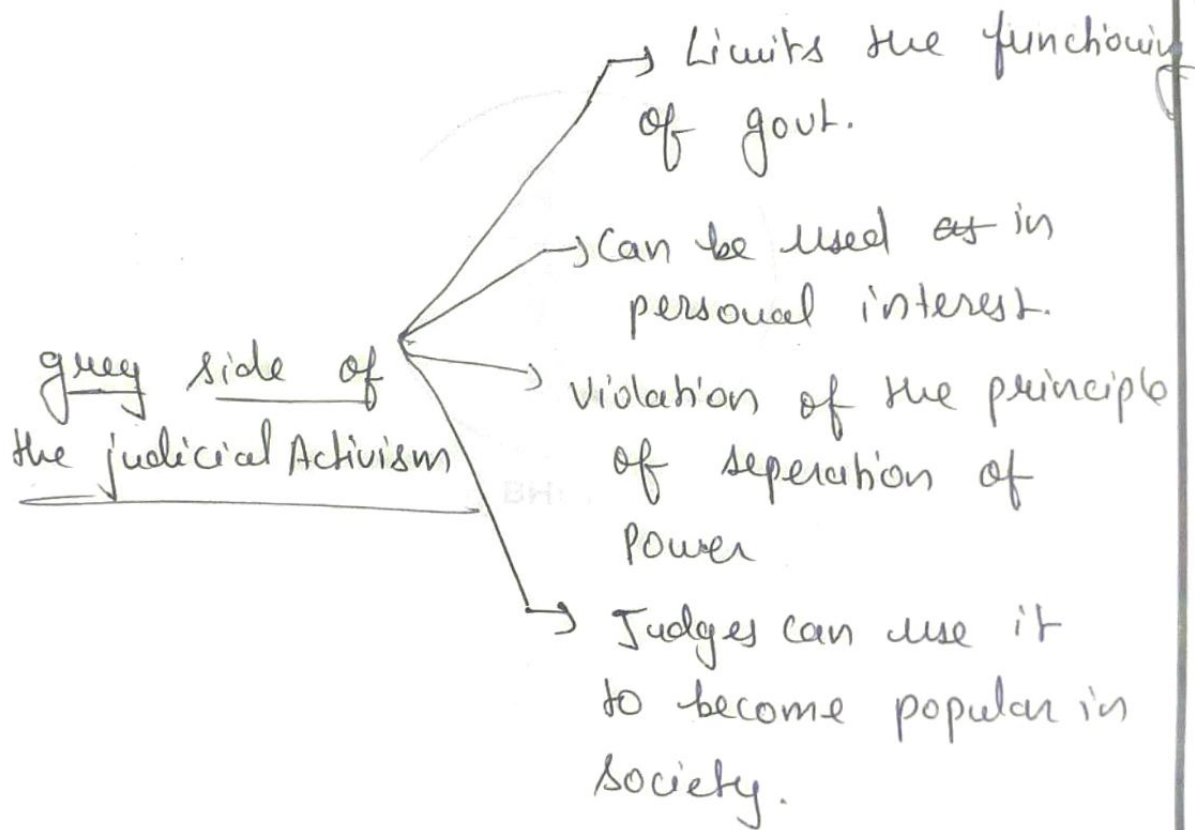 Limits the functioning
of govt.
Can be used as in
personal interest.
grey side of
the judicial Activism
Violation of the principle
of seperation of
Power
Judges can use it
to become popular in
society.